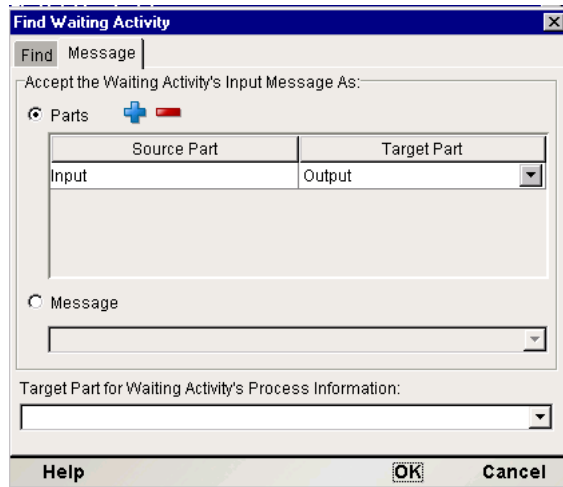 Find Waiting Activity
Find Message
Accept the Waiting Activity's Input Message As:
Parts
Source Part Target Part
Input Output
Message
Target Part for Waiting Activity's Process Information:
Help OK Cancel